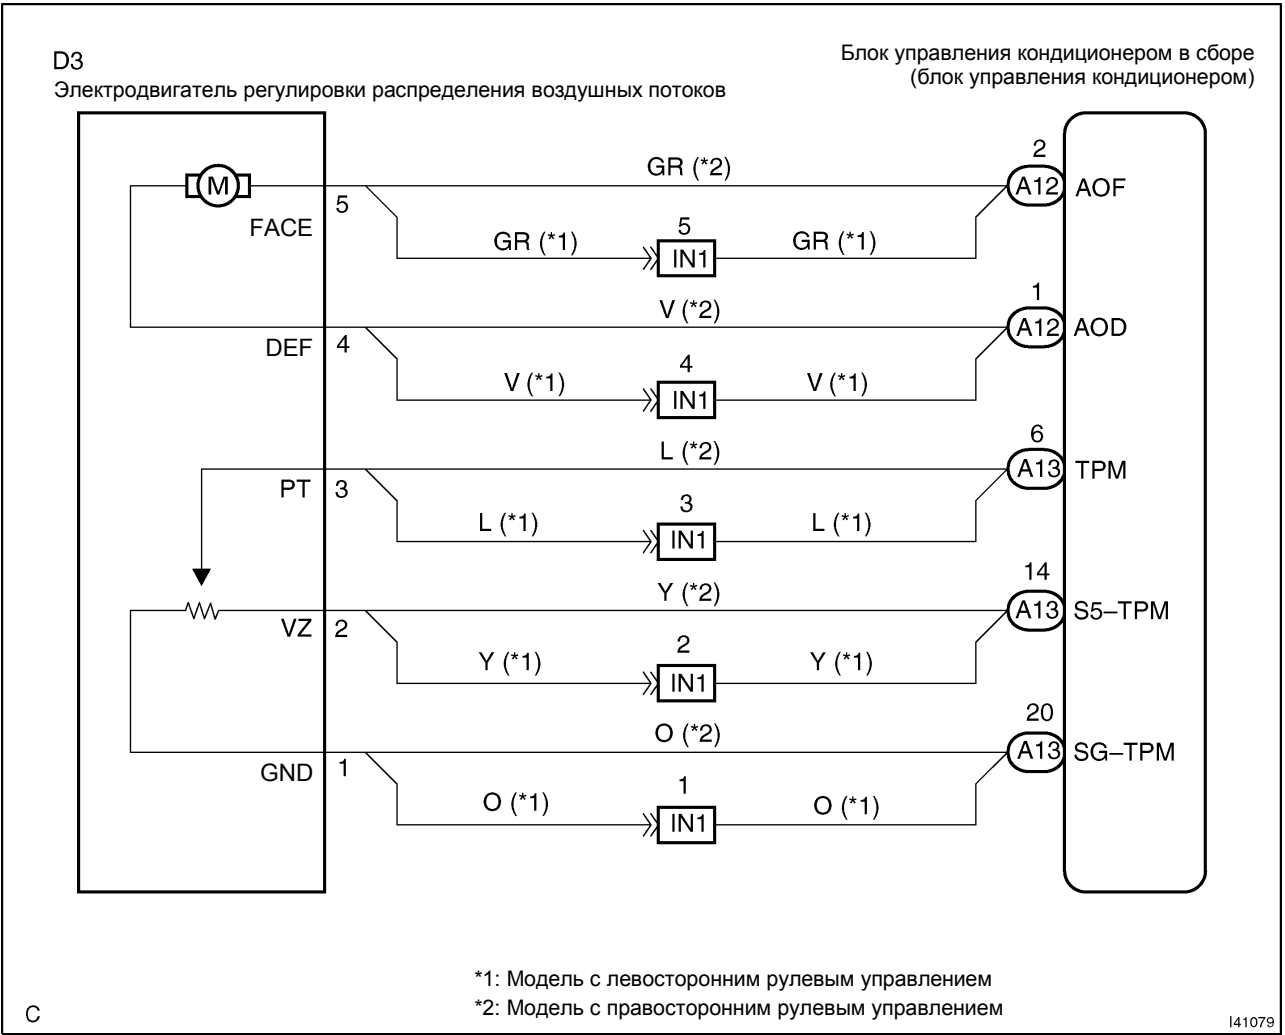 D3
Электродвигатель регулировки распределения воздушных потоков
Блок управления кондиционером в сборе
(блок управления кондиционером)
M
FACE
5
GR (*2)
2
A12
AOF
GR (*1)
5
IN1
GR (*1)
DEF
4
V (*2)
1
A12
AOD
V (*1)
4
IN1
V (*1)
PT
3
L (*2)
6
A13
TPM
L (*1)
3
IN1
L (*1)
VZ
2
Y (*2)
14
A13
S5–TPM
Y (*1)
2
IN1
Y (*1)
GND
1
O (*2)
20
A13
SG–TPM
O (*1)
1
IN1
O (*1)
*1: Модель с левосторонним рулевым управлением
*2: Модель с правосторонним рулевым управлением
C
I41079